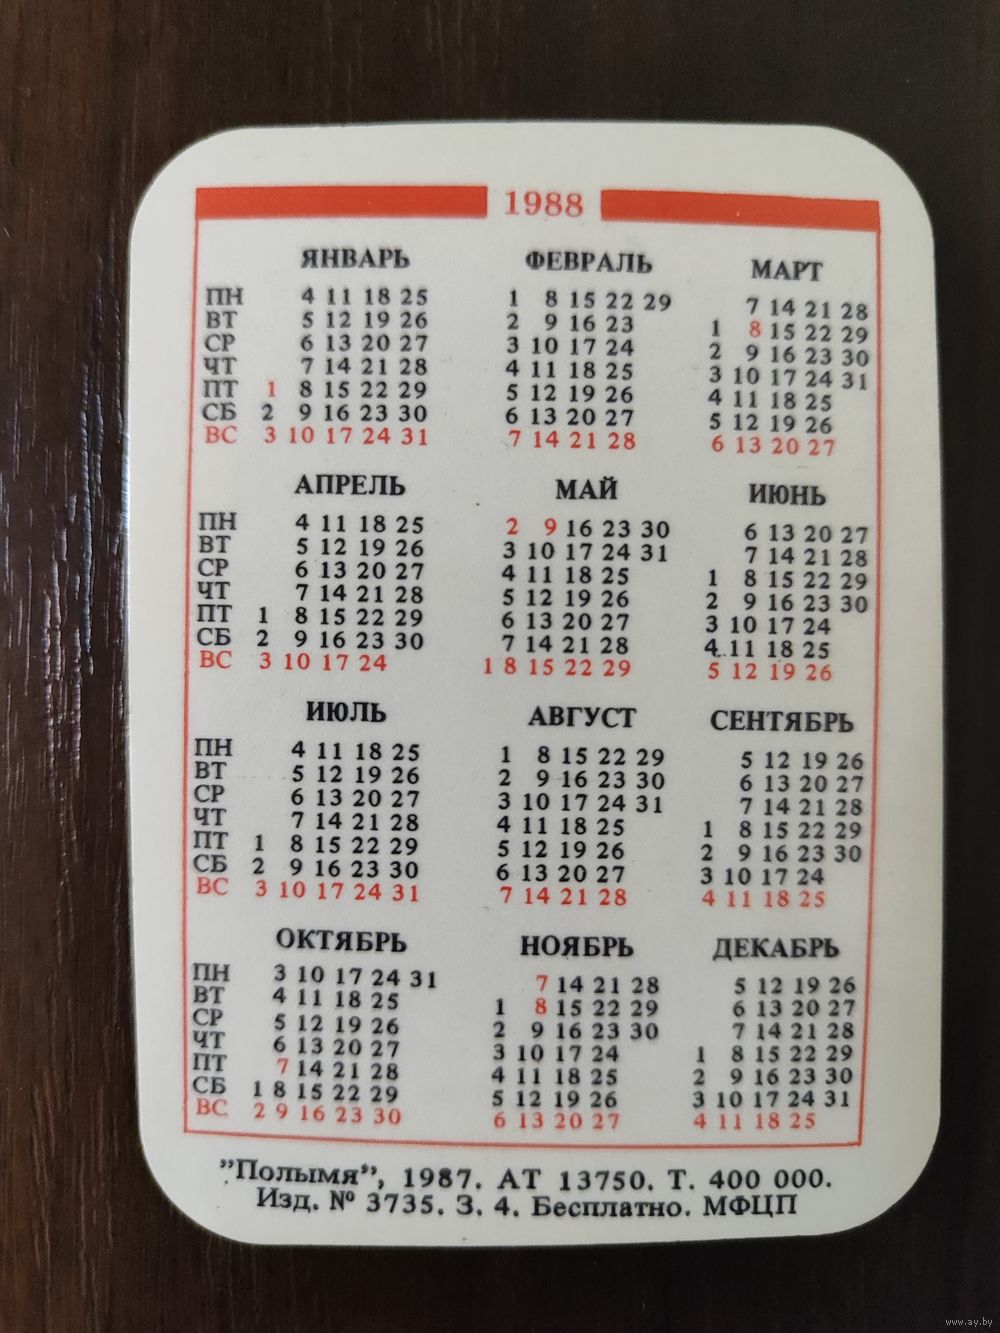 1988
ЯНВАРЬ ФЕВРАЛЬ МАРТ
ПН 4 11 18 25 1 8 15 22 29 7 14 21 28
ВТ 5 12 19 26 2 9 16 23 1 8 15 22 29
СР 6 13 20 27 3 10 17 24 2 9 16 23 30
ЧТ 7 14 21 28 4 11 18 25 3 10 17 24 31
ПТ 1 8 15 22 29 5 12 19 26 4 11 18 25
СБ 2 9 16 23 30 6 13 20 27 5 12 19 26
ВС 3 10 17 24 31 7 14 21 28 6 13 20 27
АПРЕЛЬ МАЙ ИЮНЬ
ПН 4 11 18 25 2 9 16 23 30 6 13 20 27
ВТ 5 12 19 26 3 10 17 24 31 7 14 21 28
СР 6 13 20 27 4 11 18 25 1 8 15 22 29
ЧТ 7 14 21 28 5 12 19 26 2 9 16 23 30
ПТ 1 8 15 22 29 6 13 20 27 3 10 17 24
СБ 2 9 16 23 30 7 14 21 28 4 11 18 25
ВС 3 10 17 24 1 8 15 22 29 5 12 19 26
ИЮЛЬ АВГУСТ СЕНТЯБРЬ
ПН 4 11 18 25 1 8 15 22 29 5 12 19 26
ВТ 5 12 19 26 2 9 16 23 30 6 13 20 27
СР 6 13 20 27 3 10 17 24 31 7 14 21 28
ЧТ 7 14 21 28 4 11 18 25 1 8 15 22 29
ПТ 1 8 15 22 29 5 12 19 26 2 9 16 23 30
СБ 2 9 16 23 30 6 13 20 27 3 10 17 24
ВС 3 10 17 24 31 7 14 21 28 4 11 18 25
ОКТЯБРЬ НОЯБРЬ ДЕКАБРЬ
ПН 3 10 17 24 31 7 14 21 28 5 12 19 26
ВТ 4 11 18 25 1 8 15 22 29 6 13 20 27
СР 5 12 19 26 2 9 16 23 30 7 14 21 28
ЧТ 6 13 20 27 3 10 17 24 1 8 15 22 29
ПТ 7 14 21 28 4 11 18 25 2 9 16 23 30
СБ 1 8 15 22 29 5 12 19 26 3 10 17 24 31
ВС 2 9 16 23 30 6 13 20 27 4 11 18 25
"Полымя", 1987. АТ 13750. Т. 400 000.
Изд. № 3735. З. 4. Бесплатно. МФЦП
www.ay.by